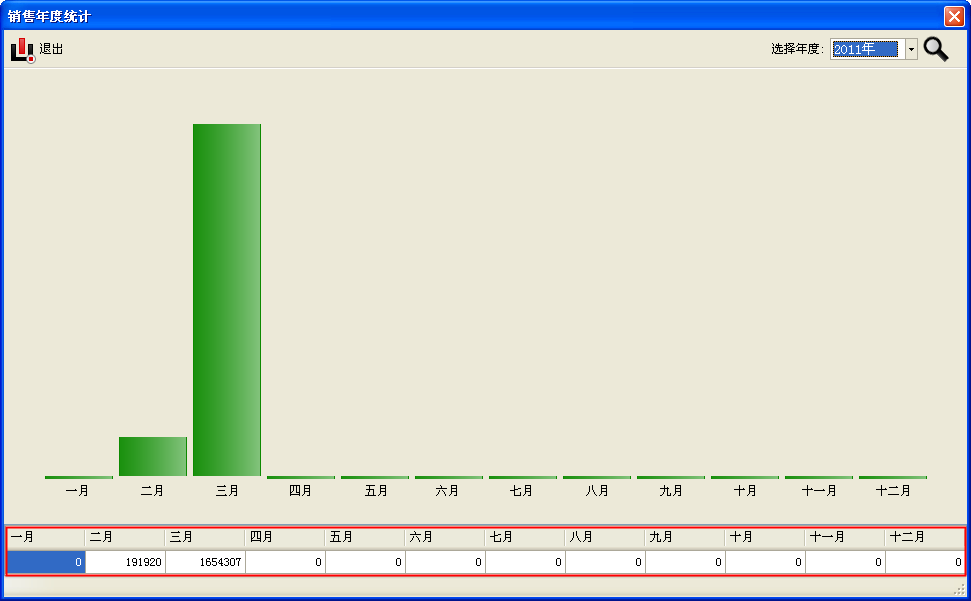 销售年度统计
退出 选择年度: 2011年
一月 二月 三月 四月 五月 六月 七月 八月 九月 十月 十一月 十二月
一月 二月 三月 四月 五月 六月 七月 八月 九月 十月 十一月 十二月
0 191920 1654307 0 0 0 0 0 0 0 0 0